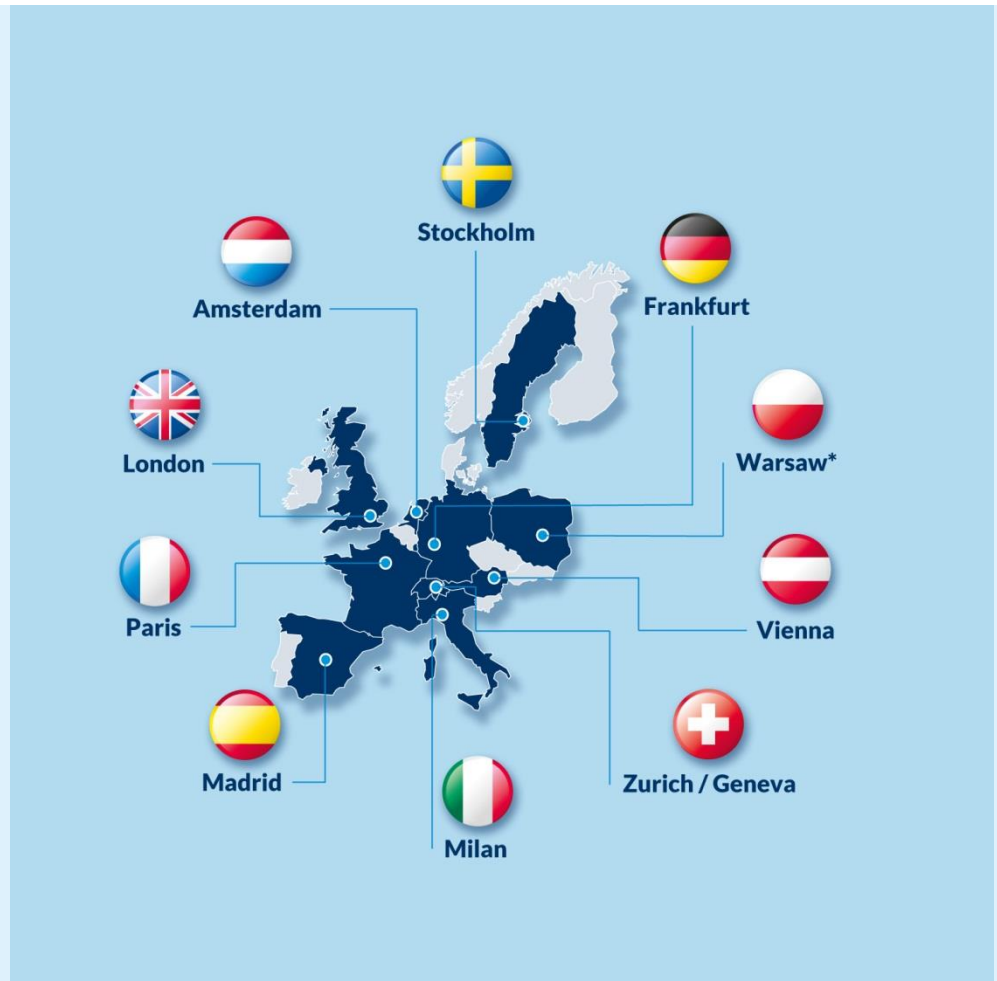 Stockholm
Amsterdam
Frankfurt
London
Warsaw*
Paris
Vienna
Madrid
Zurich / Geneva
Milan